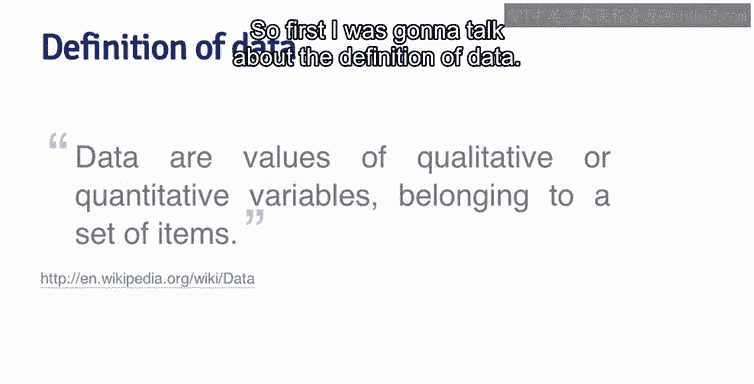 Definition of data
So first I was gonna talk
about the definition of data.
“
Data are values of qualitative or
quantitative variables, belonging to a
set of items.
”
http://en.wikipedia.org/wiki/Data